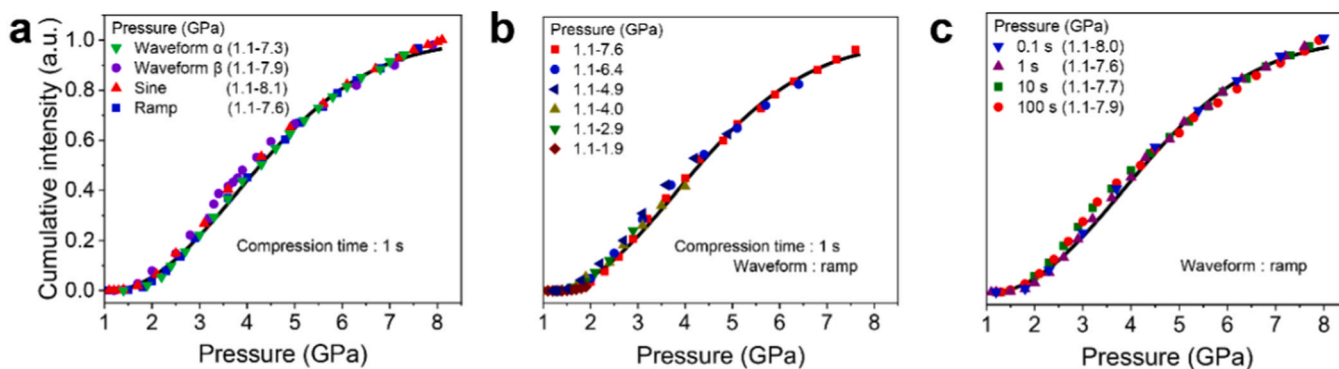 a
Cumulative intensity (a.u.)
1.0
0.8
0.6
0.4
0.2
0.0
Pressure (GPa)
Waveform α (1.1-7.3)
Waveform β (1.1-7.9)
Sine (1.1-8.1)
Ramp (1.1-7.6)
Compression time : 1 s
1 2 3 4 5 6 7 8
Pressure (GPa)
b
Pressure (GPa)
1.1-7.6
1.1-6.4
1.1-4.9
1.1-4.0
1.1-2.9
1.1-1.9
Compression time : 1 s
Waveform : ramp
1 2 3 4 5 6 7 8
Pressure (GPa)
c
Pressure (GPa)
0.1 s (1.1-8.0)
1 s (1.1-7.6)
10 s (1.1-7.7)
100 s (1.1-7.9)
Waveform : ramp
1 2 3 4 5 6 7 8
Pressure (GPa)